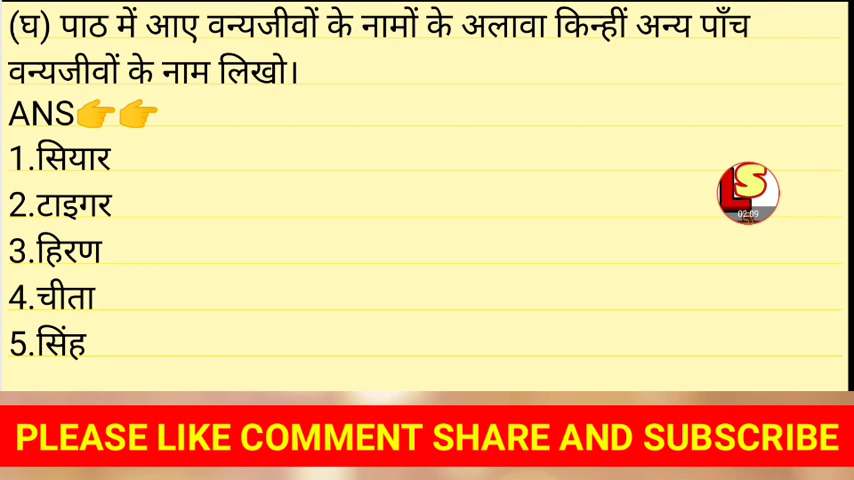 (घ) पाठ में आए वन्यजीवों के नामों के अलावा किन्हीं अन्य पाँच
वन्यजीवों के नाम लिखो।
ANS👉👉
1.सियार
2.टाइगर
3.हिरण
4.चीता
5.सिंह
LS
02:09
PLEASE LIKE COMMENT SHARE AND SUBSCRIBE